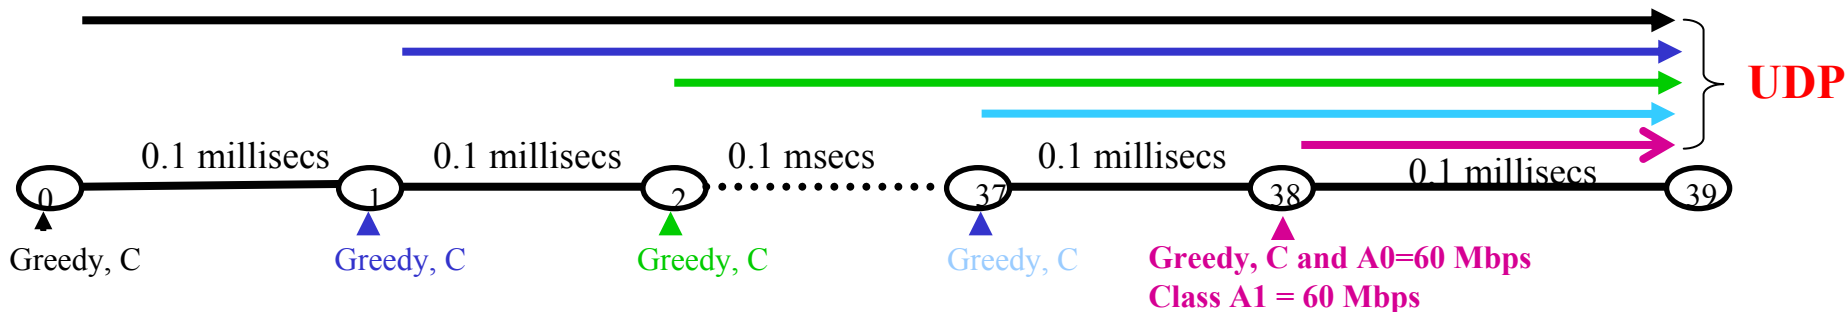 UDP
0.1 millisecs 0.1 millisecs 0.1 msecs 0.1 millisecs 0.1 millisecs
0 1 2 37 38 39
Greedy, C Greedy, C Greedy, C Greedy, C Greedy, C and A0=60 Mbps
Class A1 = 60 Mbps